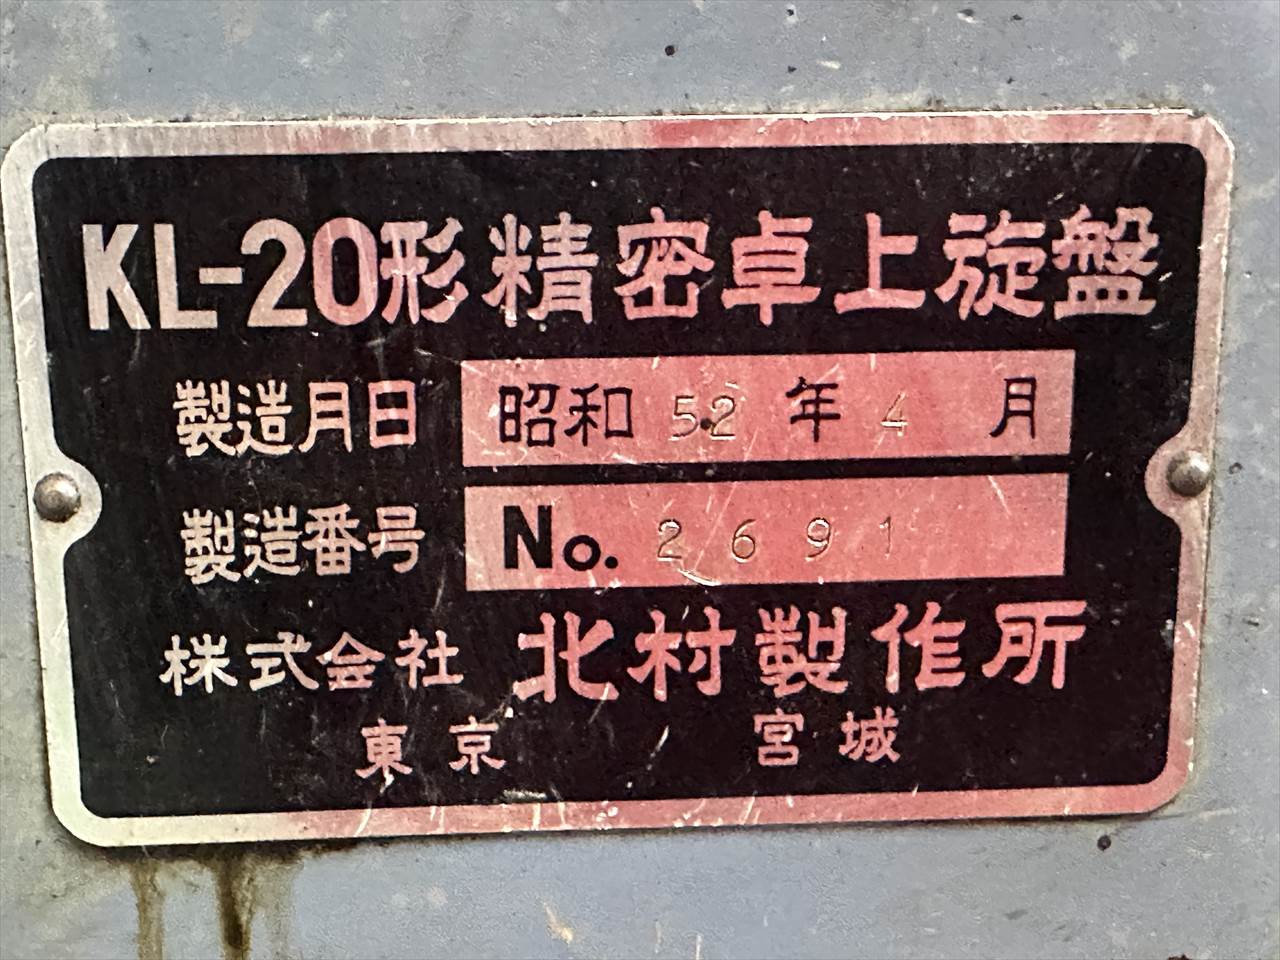 KL-20形精密卓上旋盤
製造月日 昭和 52 年 4 月
製造番号 No. 2691
株式会社 北村製作所
東京 宮城